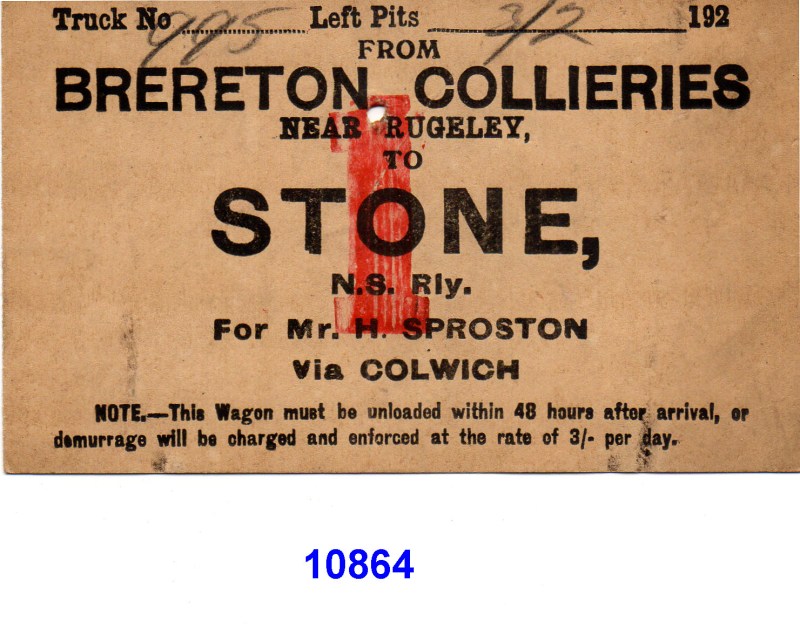 Truck No 995 Left Pits 3/2 192
FROM
BRERETON COLLIERIES
NEAR RUGELEY,
TO
STONE,
N.S. Rly.
For Mr. H. SPROSTON
Via COLWICH
NOTE.—This Wagon must be unloaded within 48 hours after arrival, or
demurrage will be charged and enforced at the rate of 3/- per day.
1
10864